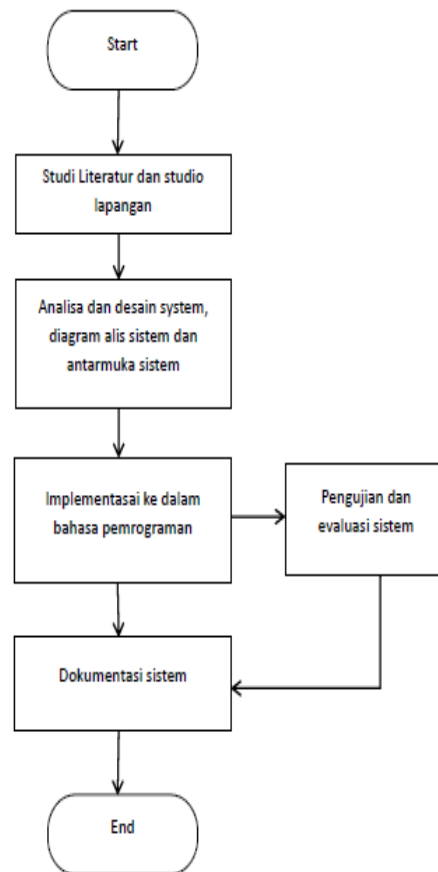 Start
Studi Literatur dan studio
lapangan
Analisa dan desain system,
diagram alis sistem dan
antarmuka sistem
Implementasai ke dalam
bahasa pemrograman
Pengujian dan
evaluasi sistem
Dokumentasi sistem
End